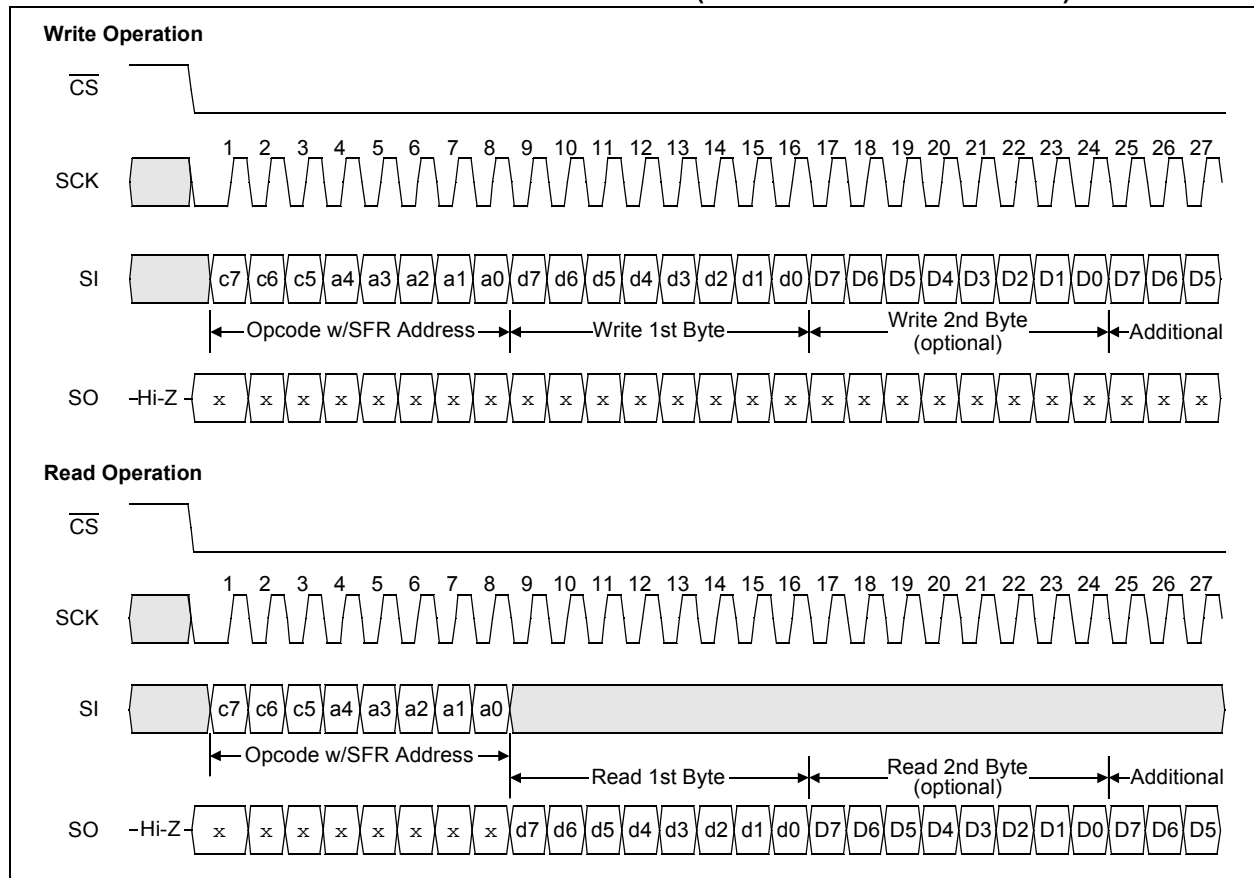 Write Operation
CS
1 2 3 4 5 6 7 8 9 10 11 12 13 14 15 16 17 18 19 20 21 22 23 24 25 26 27
SCK
SI c7 c6 c5 a4 a3 a2 a1 a0 d7 d6 d5 d4 d3 d2 d1 d0 D7 D6 D5 D4 D3 D2 D1 D0 D7 D6 D5
Opcode w/SFR Address Write 1st Byte Write 2nd Byte (optional) Additional
SO Hi-Z x x x x x x x x x x x x x x x x x x x x x x x x x x x
Read Operation
CS
1 2 3 4 5 6 7 8 9 10 11 12 13 14 15 16 17 18 19 20 21 22 23 24 25 26 27
SCK
SI c7 c6 c5 a4 a3 a2 a1 a0
Opcode w/SFR Address Read 1st Byte Read 2nd Byte (optional) Additional
SO Hi-Z x x x x x x x x d7 d6 d5 d4 d3 d2 d1 d0 D7 D6 D5 D4 D3 D2 D1 D0 D7 D6 D5